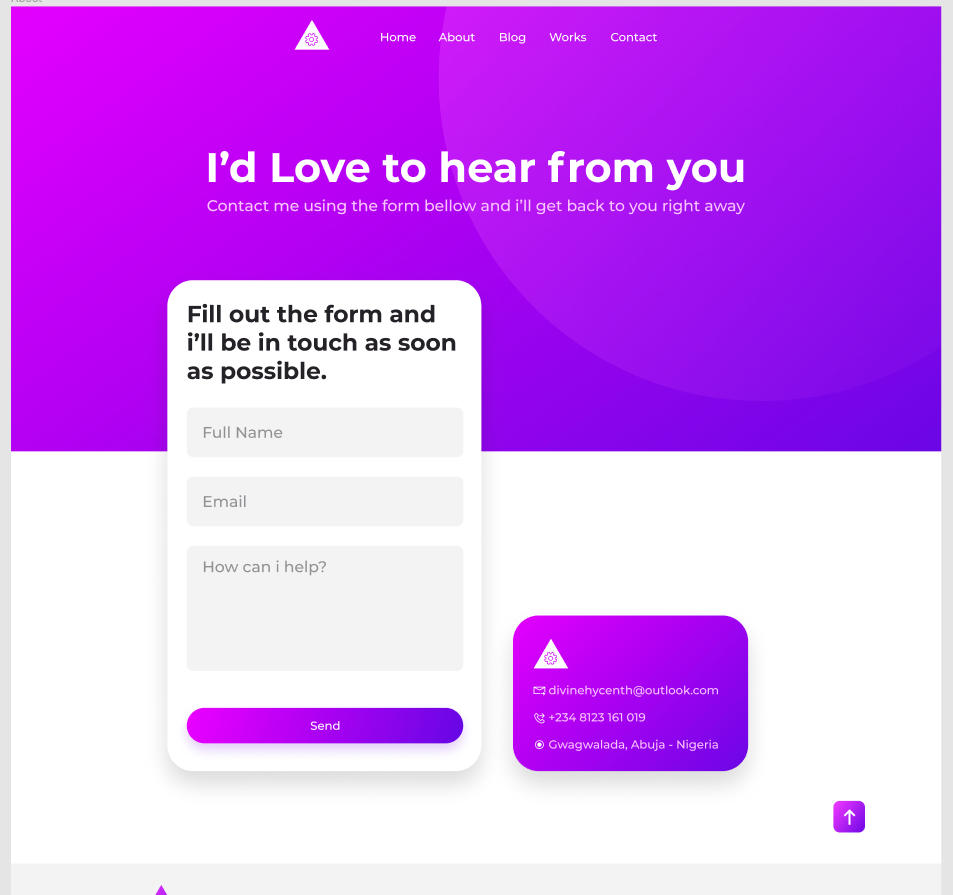 About
Home About Blog Works Contact
I’d Love to hear from you
Contact me using the form bellow and i’ll get back to you right away
Fill out the form and
i’ll be in touch as soon
as possible.
Full Name
Email
How can i help?
Send
divinehycenth@outlook.com
+234 8123 161 019
Gwagwalada, Abuja - Nigeria